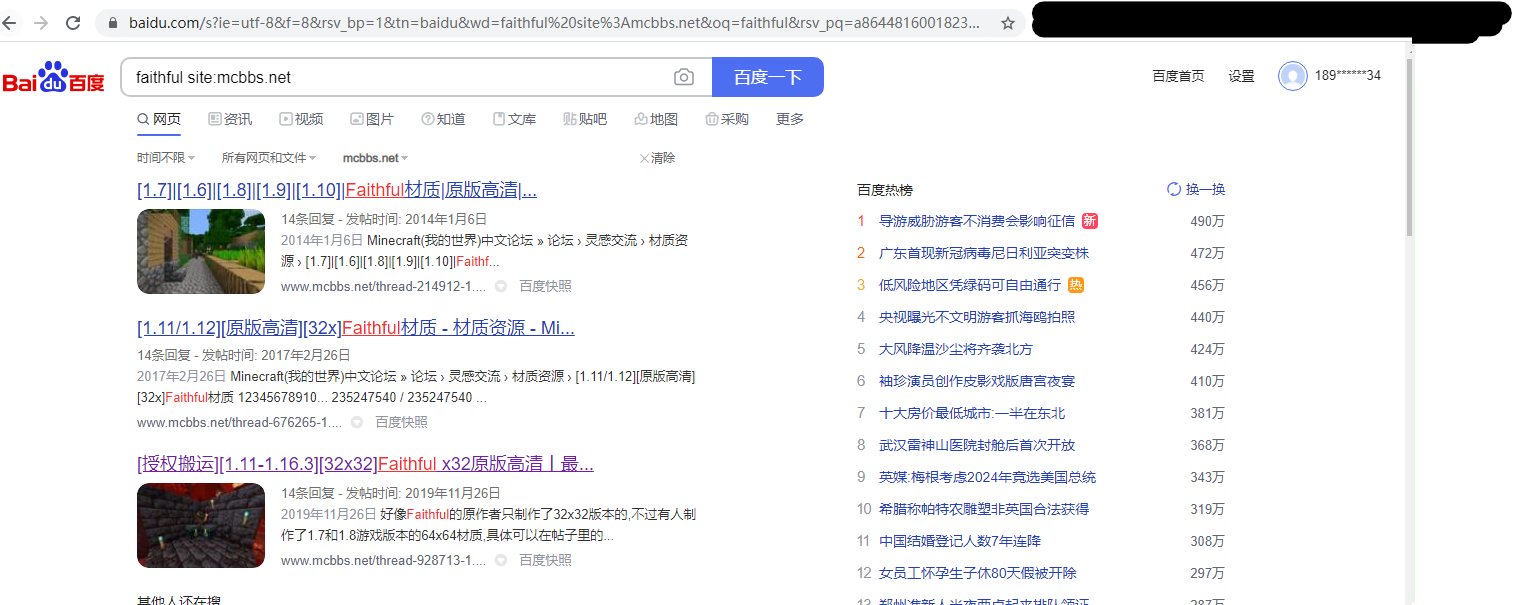 baidu.com/s?ie=utf-8&f=8&rsv_bp=1&tn=baidu&wd=faithful%20site%3Amcbbs.net&oq=faithful&rsv_pq=a8644816001823...
Bai du 百度
faithful site:mcbbs.net
百度一下
百度首页 设置 189******34
网页 资讯 视频 图片 知道 文库 贴吧 地图 采购 更多
时间不限 所有网页和文件 mcbbs.net 清除
[1.7]|[1.6]|[1.8]|[1.9]|[1.10]|Faithful材质|原版高清|...
14条回复 - 发帖时间: 2014年1月6日
2014年1月6日 Minecraft(我的世界)中文论坛 » 论坛 › 灵感交流 › 材质资
源 › [1.7]|[1.6]|[1.8]|[1.9]|[1.10]|Faithf...
www.mcbbs.net/thread-214912-1.... 百度快照
[1.11/1.12][原版高清][32x]Faithful材质 - 材质资源 - Mi...
14条回复 - 发帖时间: 2017年2月26日
2017年2月26日 Minecraft(我的世界)中文论坛 » 论坛 › 灵感交流 › 材质资源 › [1.11/1.12][原版高清]
[32x]Faithful材质 12345678910... 235247540 / 235247540 ...
www.mcbbs.net/thread-676265-1.... 百度快照
[授权搬运][1.11-1.16.3][32x32]Faithful x32原版高清丨最...
14条回复 - 发帖时间: 2019年11月26日
2019年11月26日 好像Faithful的原作者只制作了32x32版本的,不过有人制
作了1.7和1.8游戏版本的64x64材质,具体可以在帖子里的...
www.mcbbs.net/thread-928713-1.... 百度快照
其他人还在搜
百度热榜 换一换
1 导游威胁游客不消费会影响征信 新 490万
2 广东首现新冠病毒尼日利亚突变株 472万
3 低风险地区凭绿码可自由通行 热 456万
4 央视曝光不文明游客抓海鸥拍照 440万
5 大风降温沙尘将齐袭北方 424万
6 袖珍演员创作皮影戏版唐宫夜宴 410万
7 十大房价最低城市:一半在东北 381万
8 武汉雷神山医院封舱后首次开放 368万
9 英媒:梅根考虑2024年竞选美国总统 343万
10 希腊称帕特农雕塑非英国合法获得 319万
11 中国结婚登记人数7年连降 308万
12 女员工怀孕生子休80天假被开除 297万
13 郑州准新人半夜两点起来排队领证 287万